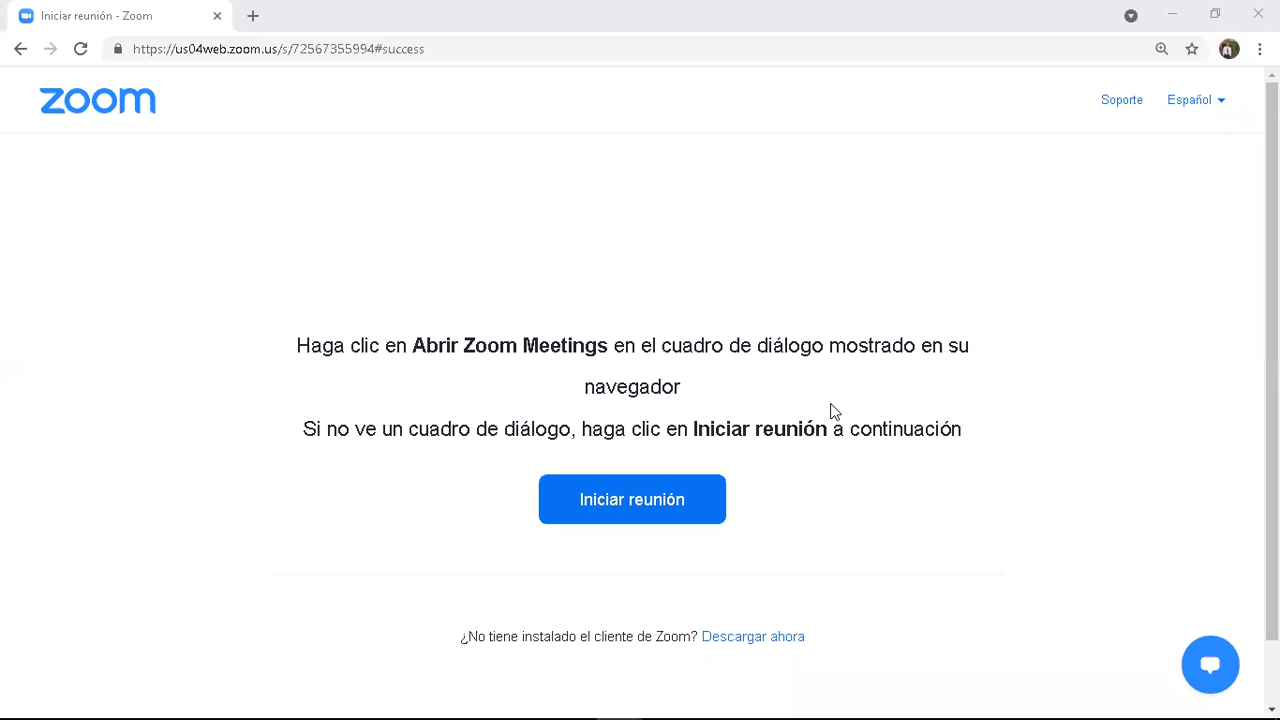 Iniciar reunión - Zoom
https://us04web.zoom.us/s/72567355994#success
zoom
Soporte
Español
Haga clic en Abrir Zoom Meetings en el cuadro de diálogo mostrado en su
navegador
Si no ve un cuadro de diálogo, haga clic en Iniciar reunión a continuación
Iniciar reunión
¿No tiene instalado el cliente de Zoom? Descargar ahora